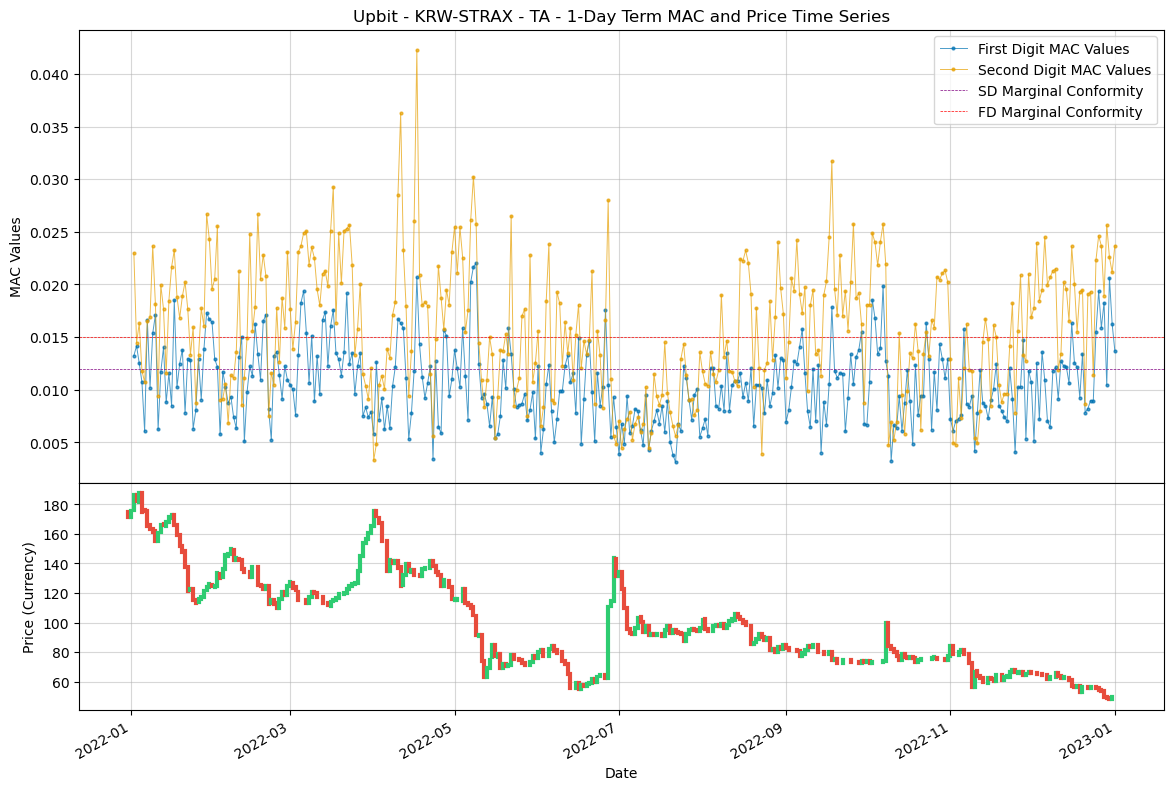 Upbit - KRW-STRAX - TA - 1-Day Term MAC and Price Time Series
First Digit MAC Values
Second Digit MAC Values
SD Marginal Conformity
FD Marginal Conformity
MAC Values
0.040
0.035
0.030
0.025
0.020
0.015
0.010
0.005
Price (Currency)
180
160
140
120
100
80
60
2022-01
2022-03
2022-05
2022-07
2022-09
2022-11
2023-01
Date